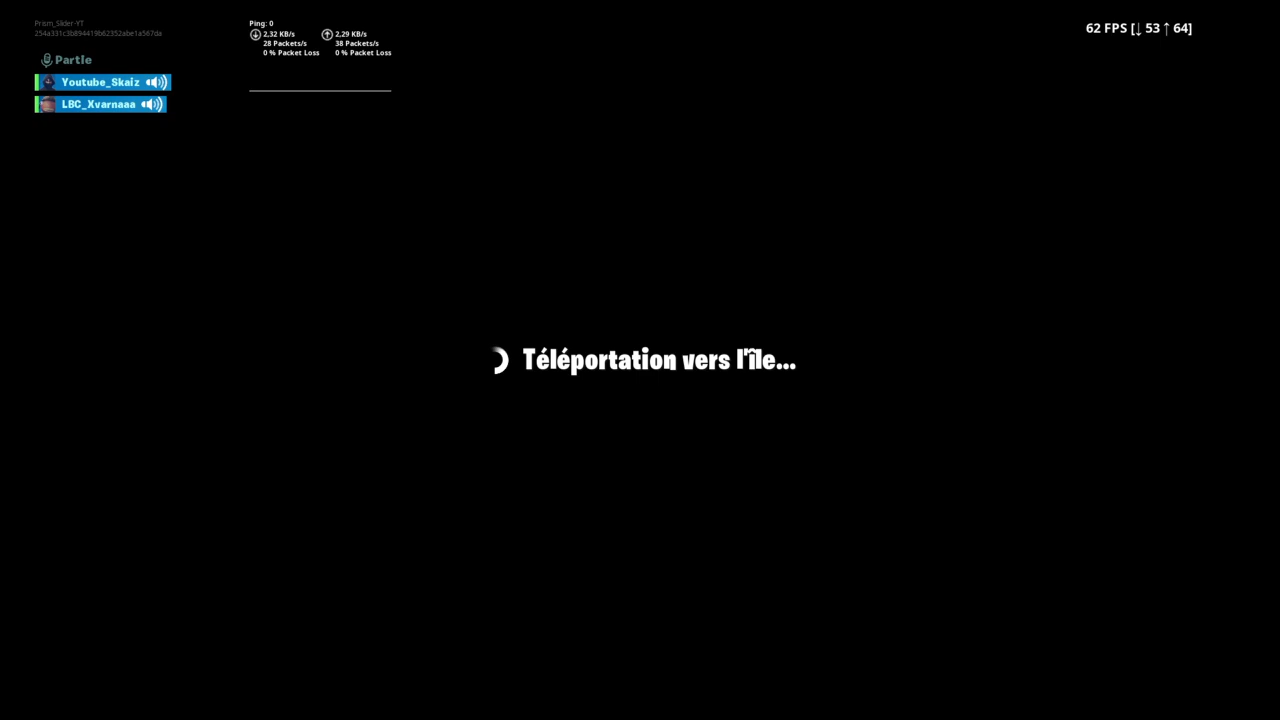 Prism_Slider-YT
254a331c3b894419b62352abe1a567da
Partie
Youtube_Skaiz
LBC_Xvarnaaa
Ping: 0
2,32 KB/s
28 Packets/s
0 % Packet Loss
2,29 KB/s
38 Packets/s
0 % Packet Loss
62 FPS [↓ 53 ↑ 64]
Téléportation vers l'île...